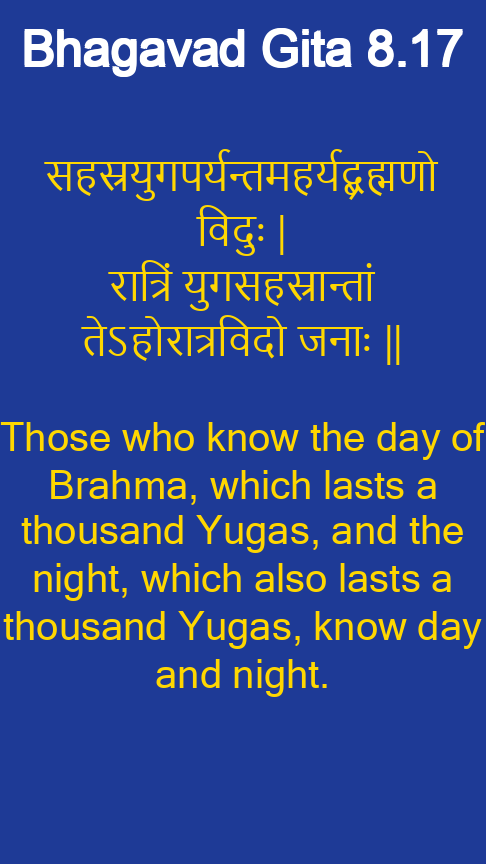 Bhagavad Gita 8.17
सहस्रयुगपर्यन्तमहर्यद्ब्रह्मणो
विदुः |
रात्रिं युगसहस्रान्तां
तेऽहोरात्रविदो जनाः ||
Those who know the day of
Brahma, which lasts a
thousand Yugas, and the
night, which also lasts a
thousand Yugas, know day
and night.